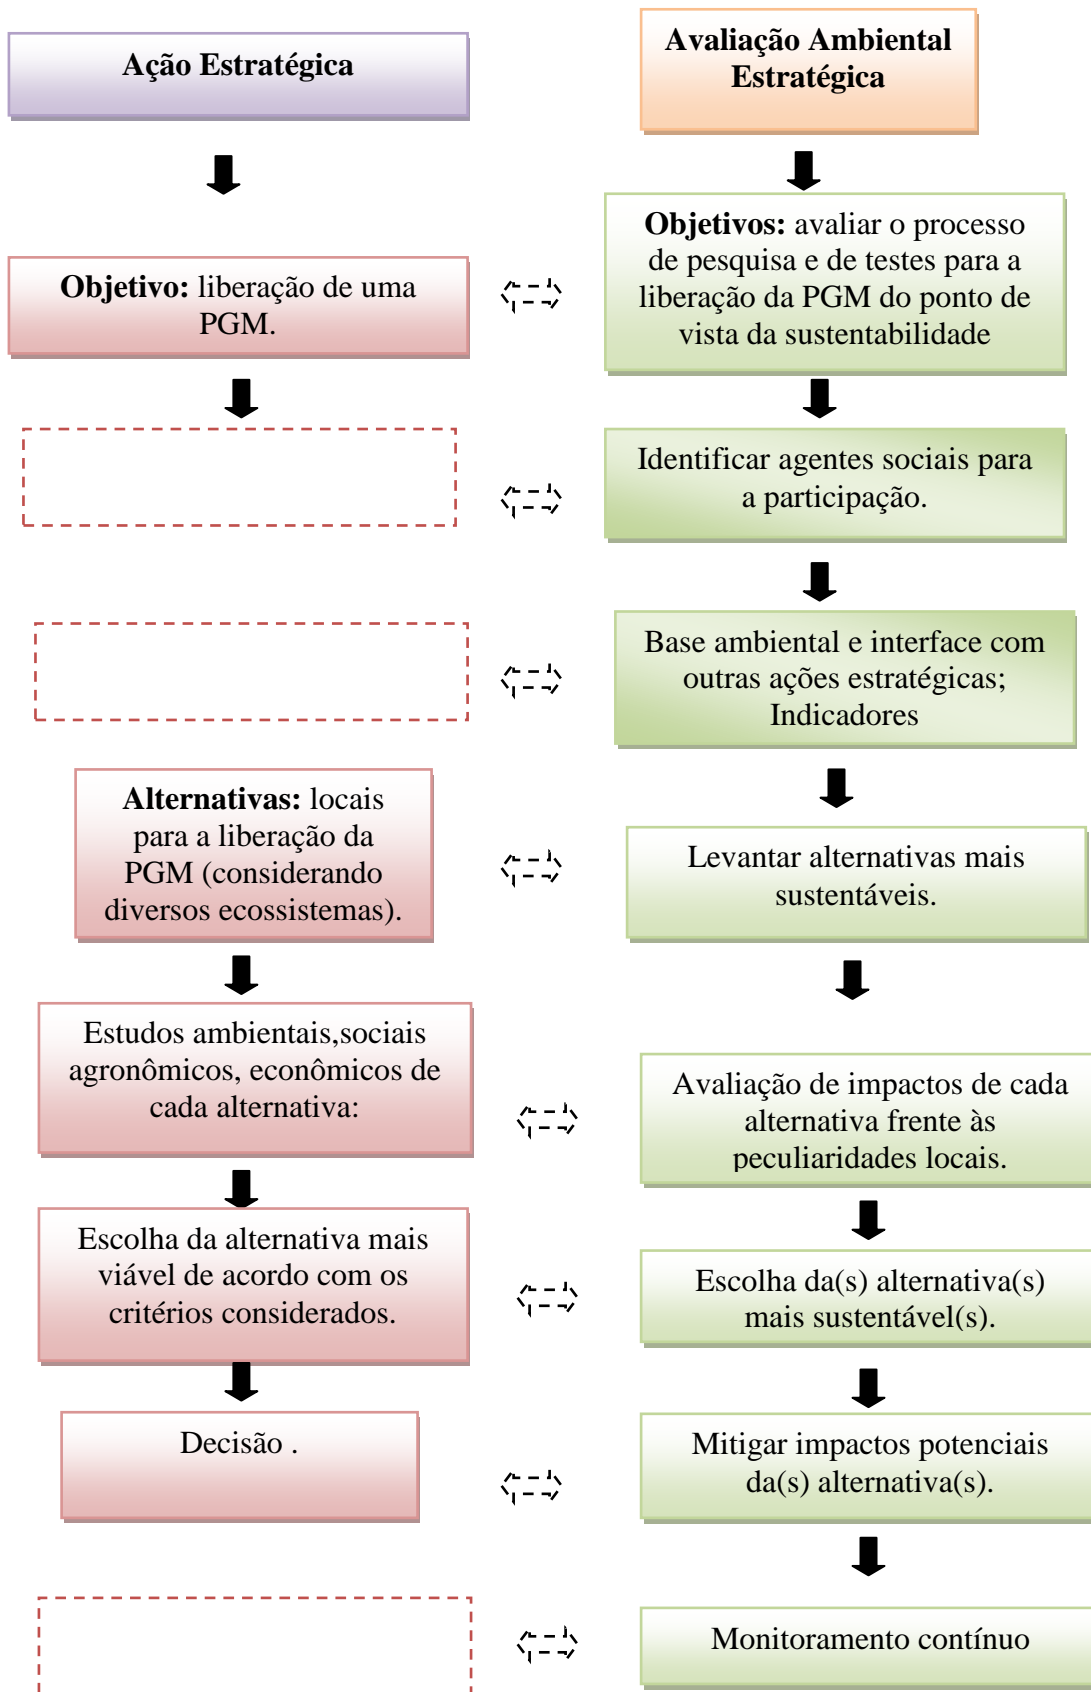 Ação Estratégica
Avaliação Ambiental
Estratégica
Objetivo: liberação de uma
PGM.
Objetivos: avaliar o processo
de pesquisa e de testes para a
liberação da PGM do ponto de
vista da sustentabilidade
Identificar agentes sociais para
a participação.
Base ambiental e interface com
outras ações estratégicas;
Indicadores
Alternativas: locais
para a liberação da
PGM (considerando
diversos ecossistemas).
Levantar alternativas mais
sustentáveis.
Estudos ambientais,sociais
agronômicos, econômicos de
cada alternativa:
Avaliação de impactos de cada
alternativa frente às
peculiaridades locais.
Escolha da alternativa mais
viável de acordo com os
critérios considerados.
Escolha da(s) alternativa(s)
mais sustentável(s).
Decisão .
Mitigar impactos potenciais
da(s) alternativa(s).
Monitoramento contínuo